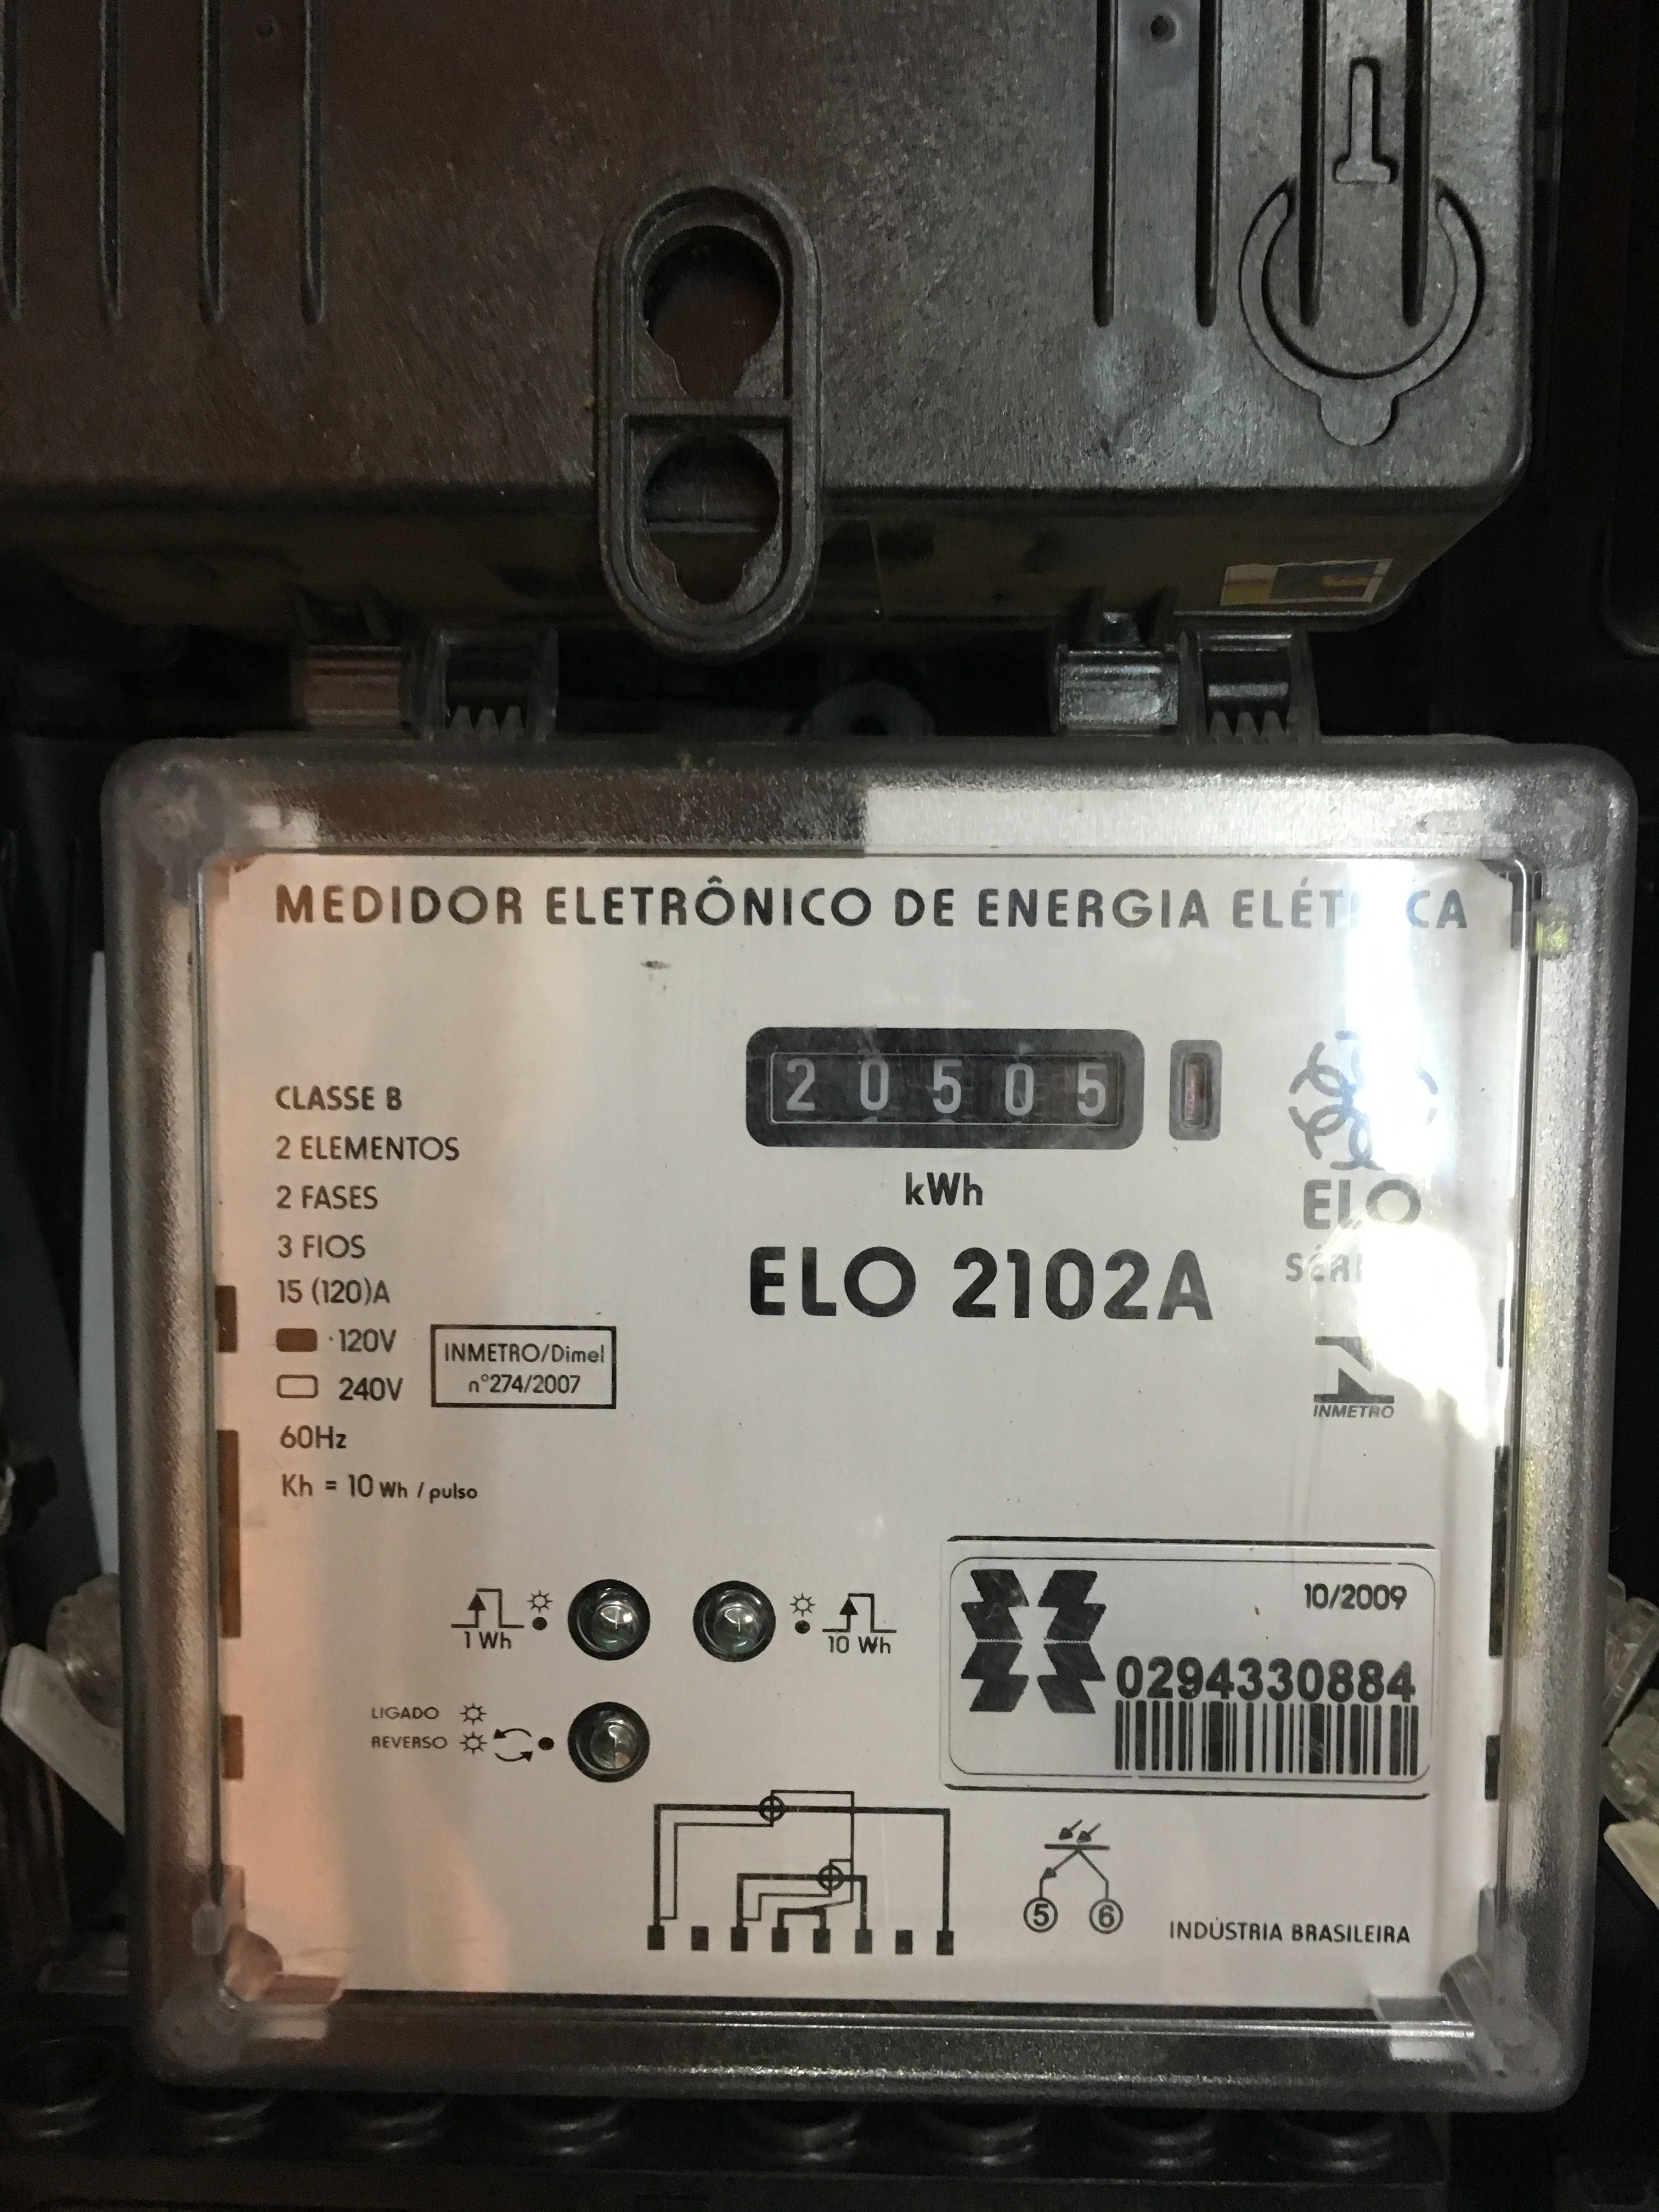 MEDIDOR ELETRÔNICO DE ENERGIA
20505
kWh
ELO 2102A
CLASSE B
2 ELEMENTOS
2 FASES
3 FIOS
15 (120)A
120V
240V
INMETRO/Dimel
n°274/2007
60Hz
Kh = 10 Wh / pulso
ELO
INMETRO
1 Wh
10 Wh
LIGADO
REVERSO
10/2009
0294330884
5 6
INDÚSTRIA BRASILEIRA